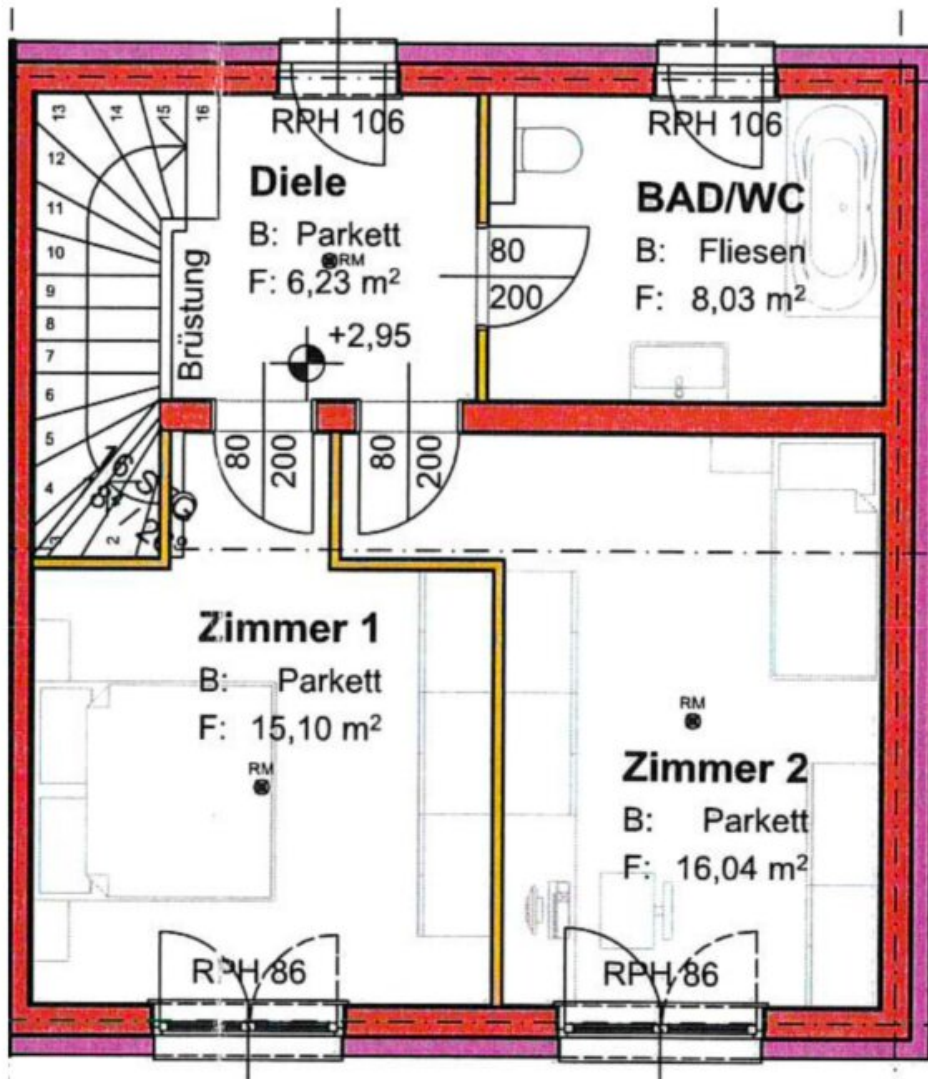 RPH 106
RPH 106
13
14
15
16
12
11
10
9
8
7
6
5
4
3
2
Diele
B: Parkett
RM
F: 6,23 m²
+2,95
Brüstung
80
200
BAD/WC
B: Fliesen
F: 8,03 m²
80
200
80
200
16 STG
Zimmer 1
B: Parkett
F: 15,10 m²
RM
RPH 86
RM
Zimmer 2
B: Parkett
F: 16,04 m²
RPH 86